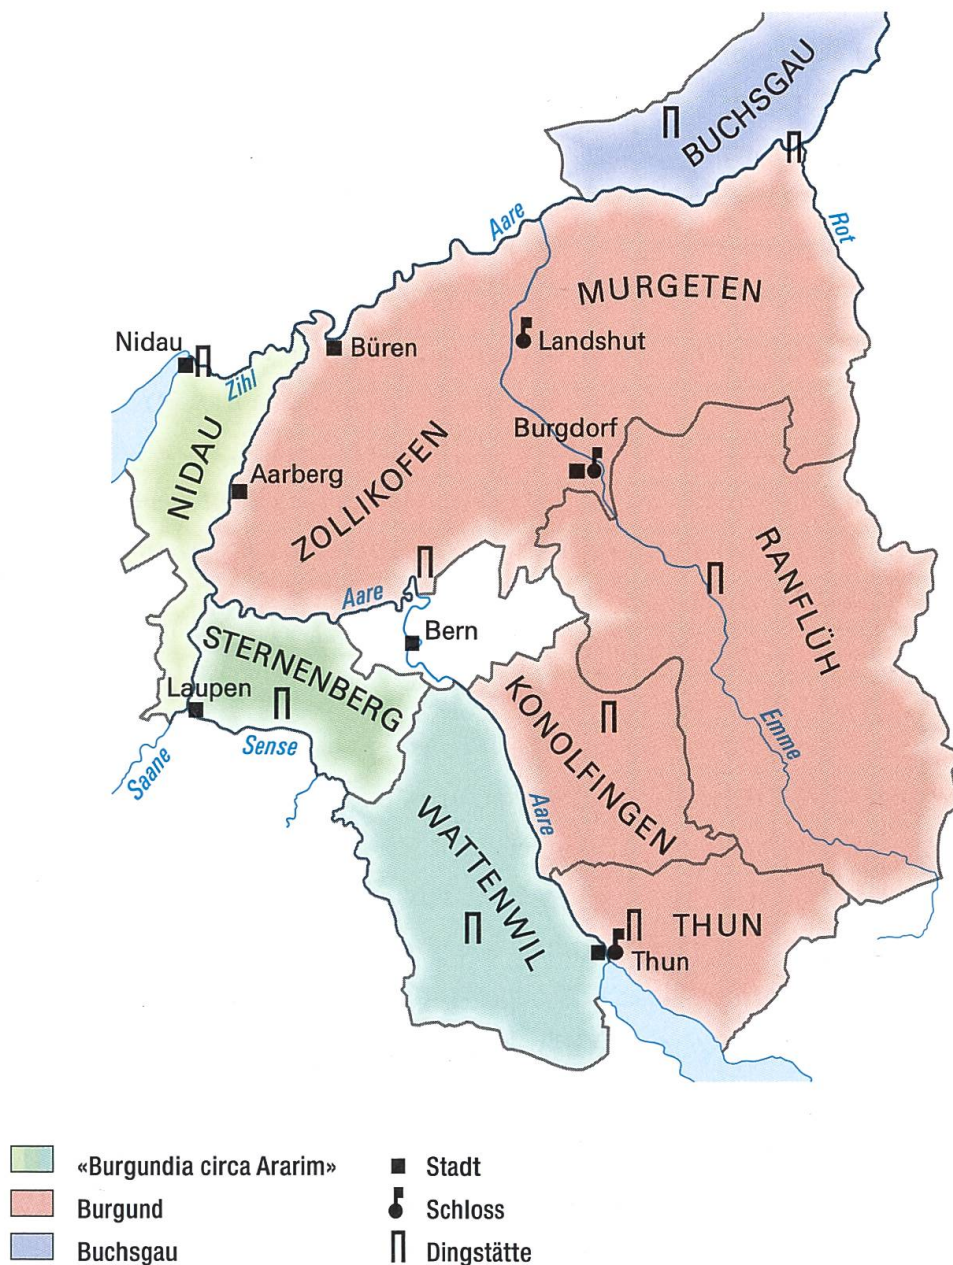 BUCHSGAU
Aare
Rot
MURGETEN
Nidau
Büren
Landshut
Zihl
Burgdorf
NIDAU
Aarberg
ZOLLIKOFEN
RANFLÜH
Aare
Bern
STERNENBERG
Laupen
KONOLFINGEN
Emme
Sense
Saane
Aare
WATTENWIL
THUN
Thun
«Burgundia circa Ararim»
Stadt
Burgund
Schloss
Buchsgau
Dingstätte